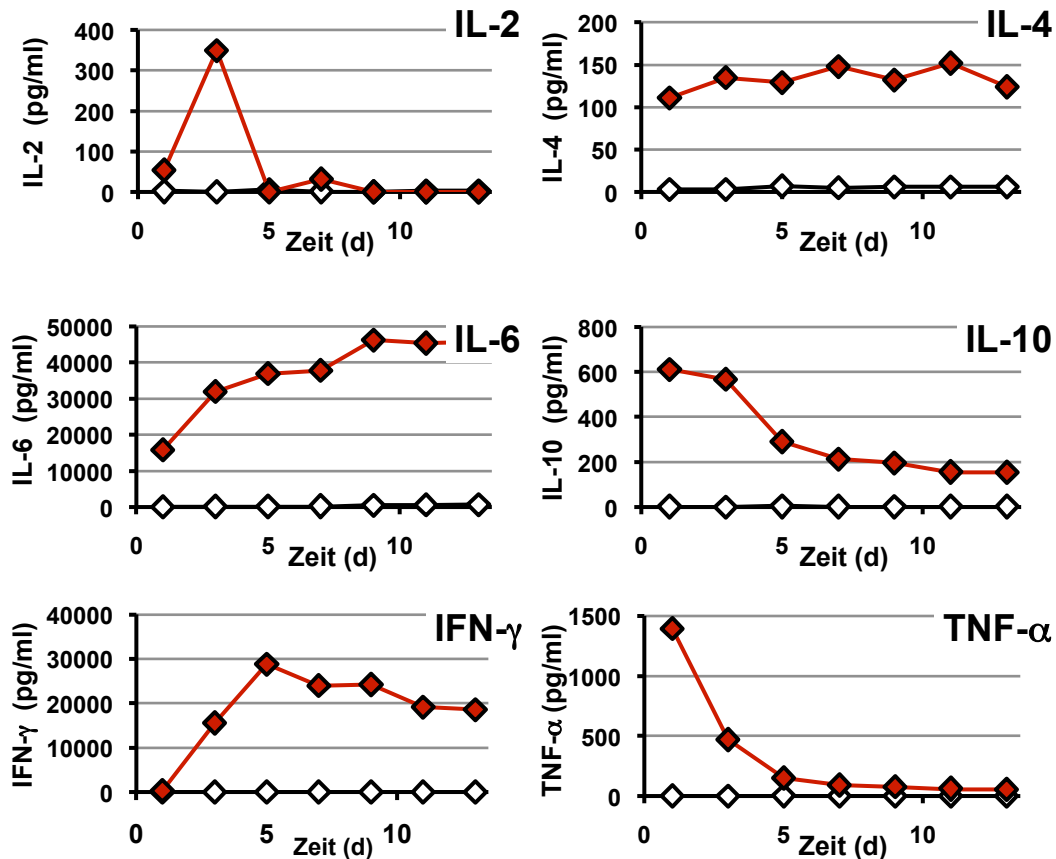 IL-2
IL-2 (pg/ml)
400
300
200
100
0
0 5 10
Zeit (d)
IL-4
IL-4 (pg/ml)
200
150
100
50
0
0 5 10
Zeit (d)
IL-6
IL-6 (pg/ml)
50000
40000
30000
20000
10000
0
0 5 10
Zeit (d)
IL-10
IL-10 (pg/ml)
800
600
400
200
0
0 5 10
Zeit (d)
IFN-γ
IFN-γ (pg/ml)
40000
30000
20000
10000
0
0 5 10
Zeit (d)
TNF-α
TNF-α (pg/ml)
1500
1000
500
0
0 5 10
Zeit (d)